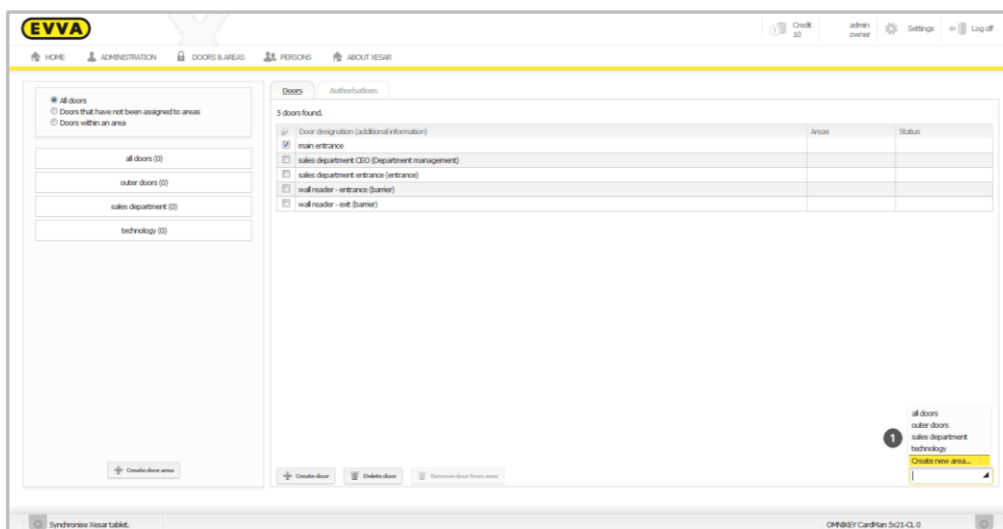 EVVA
Credit
10
admin
owner
Settings
Log off
HOME
ADMINISTRATION
DOORS & AREAS
PERSONS
ABOUT XESAR
All doors
Doors that have not been assigned to areas
Doors within an area
all doors (0)
outer doors (0)
sales department (0)
technology (0)
Create door area
Doors
Authorisations
5 doors found.
Door designation (additional information)
Areas
Status
main entrance
sales department CEO (Department management)
sales department entrance (entrance)
wall reader - entrance (barrier)
wall reader - exit (barrier)
1
all doors
outer doors
sales department
technology
Create new area...
Create door
Delete door
Remove door from area
Synchronise Xesar tablet.
OMNIKEY CardMan 5x21-CL 0